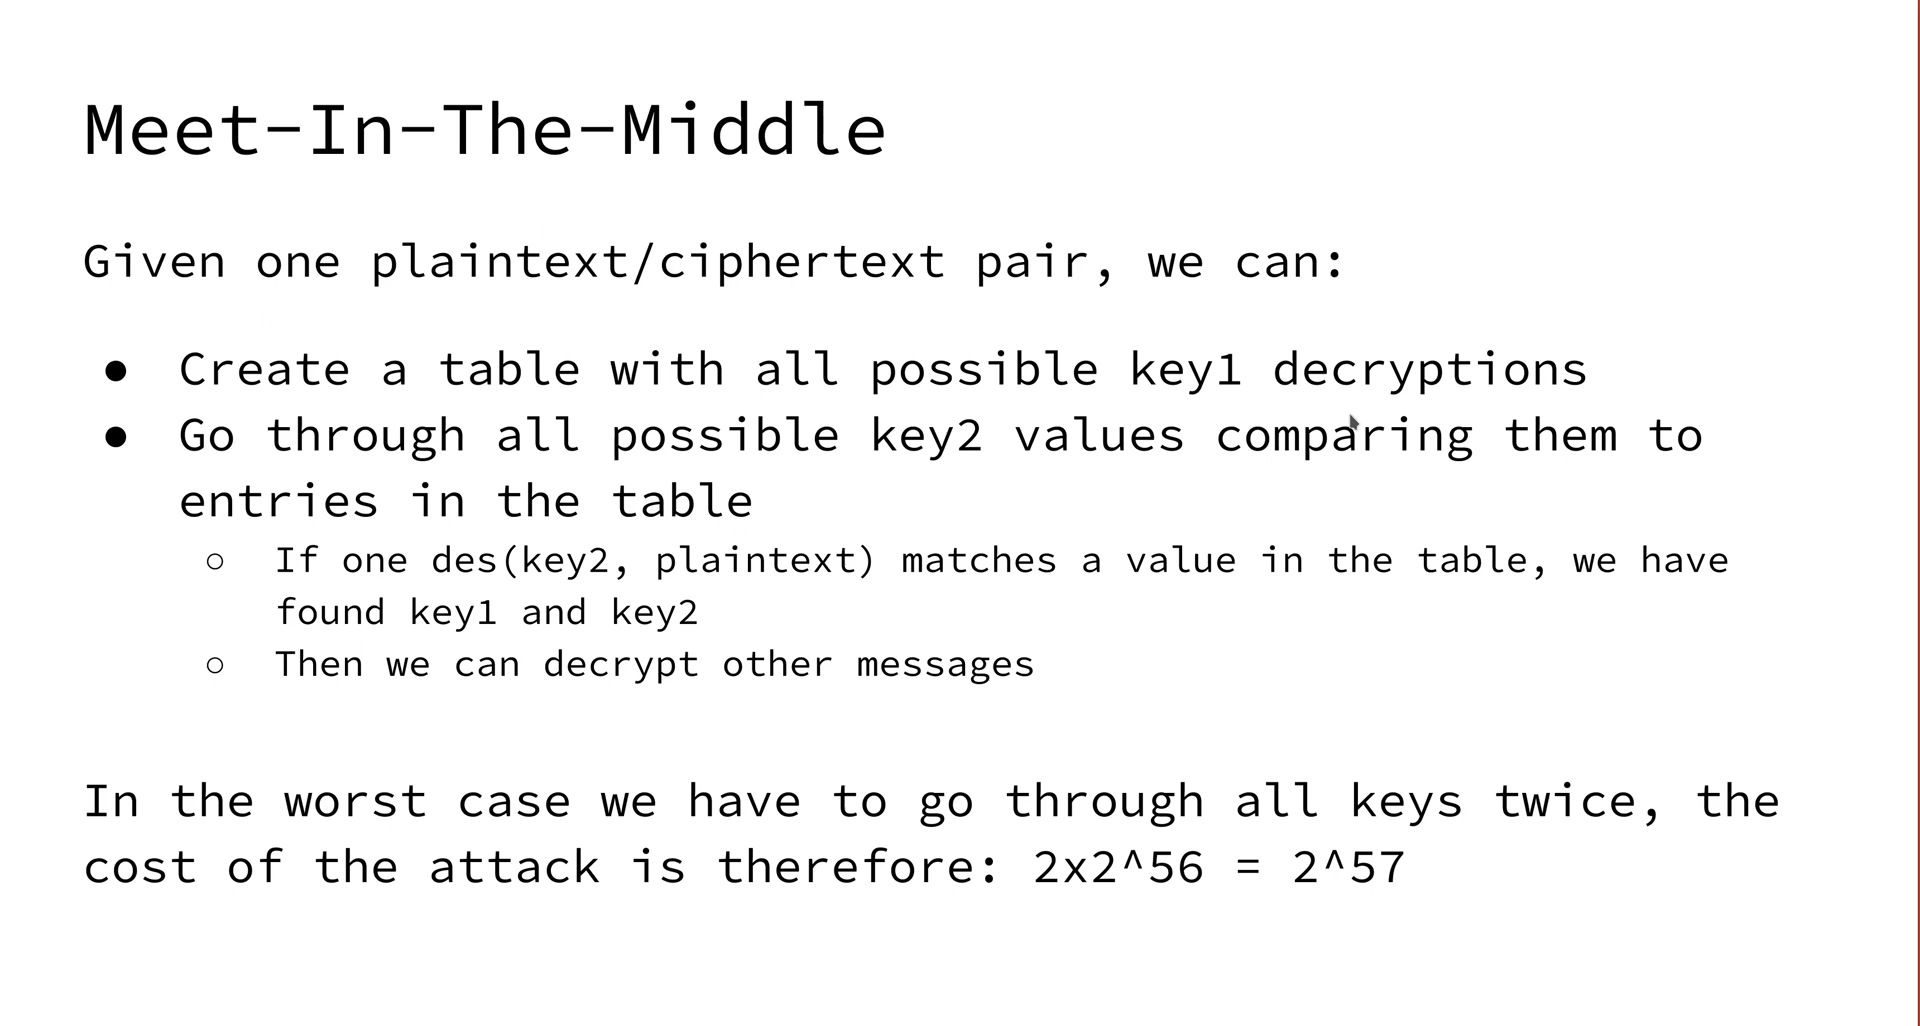 Meet-In-The-Middle
Given one plaintext/ciphertext pair, we can:
● Create a table with all possible key1 decryptions
● Go through all possible key2 values comparing them to
entries in the table
○ If one des(key2, plaintext) matches a value in the table, we have
found key1 and key2
○ Then we can decrypt other messages
In the worst case we have to go through all keys twice, the
cost of the attack is therefore: 2x2^56 = 2^57